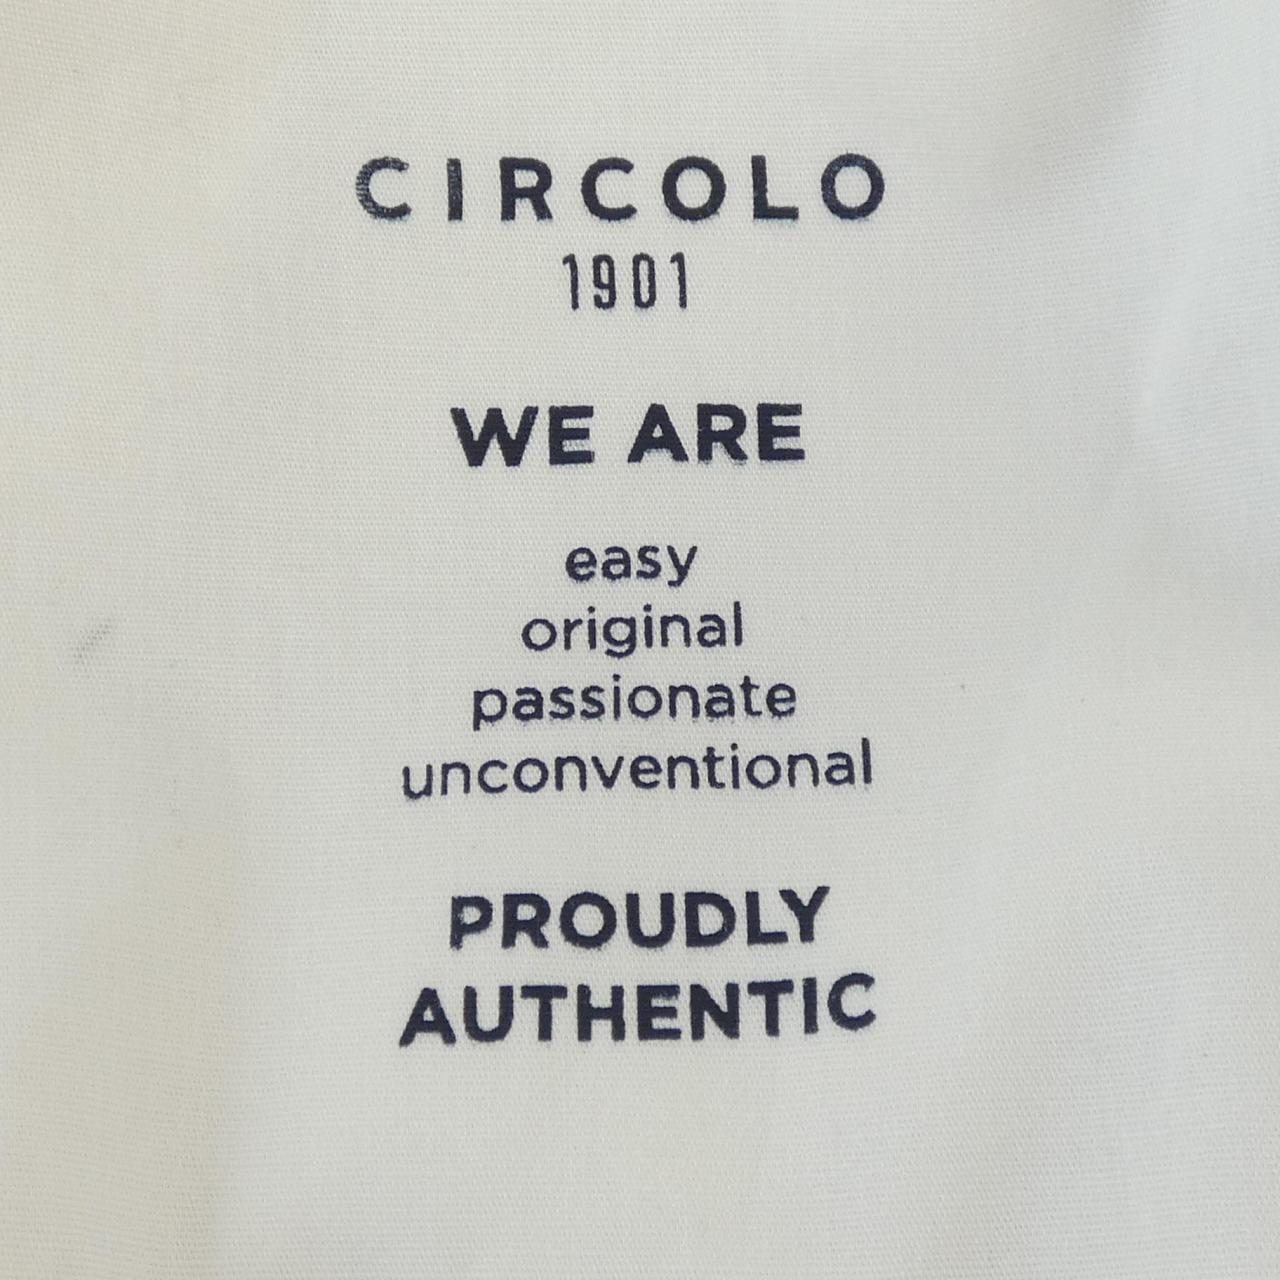 CIRCOLO
1901
WE ARE
easy
original
passionate
unconventional
PROUDLY
AUTHENTIC